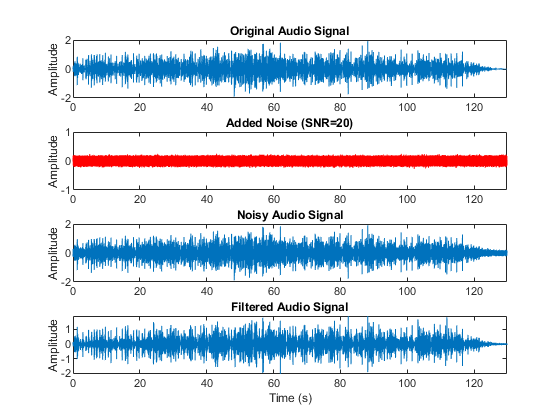 Original Audio Signal
Amplitude
2
0
-2
0 20 40 60 80 100 120
Added Noise (SNR=20)
Amplitude
1
0
-1
0 20 40 60 80 100 120
Noisy Audio Signal
Amplitude
2
0
-2
0 20 40 60 80 100 120
Filtered Audio Signal
Amplitude
1
0
-1
-2
0 20 40 60 80 100 120
Time (s)